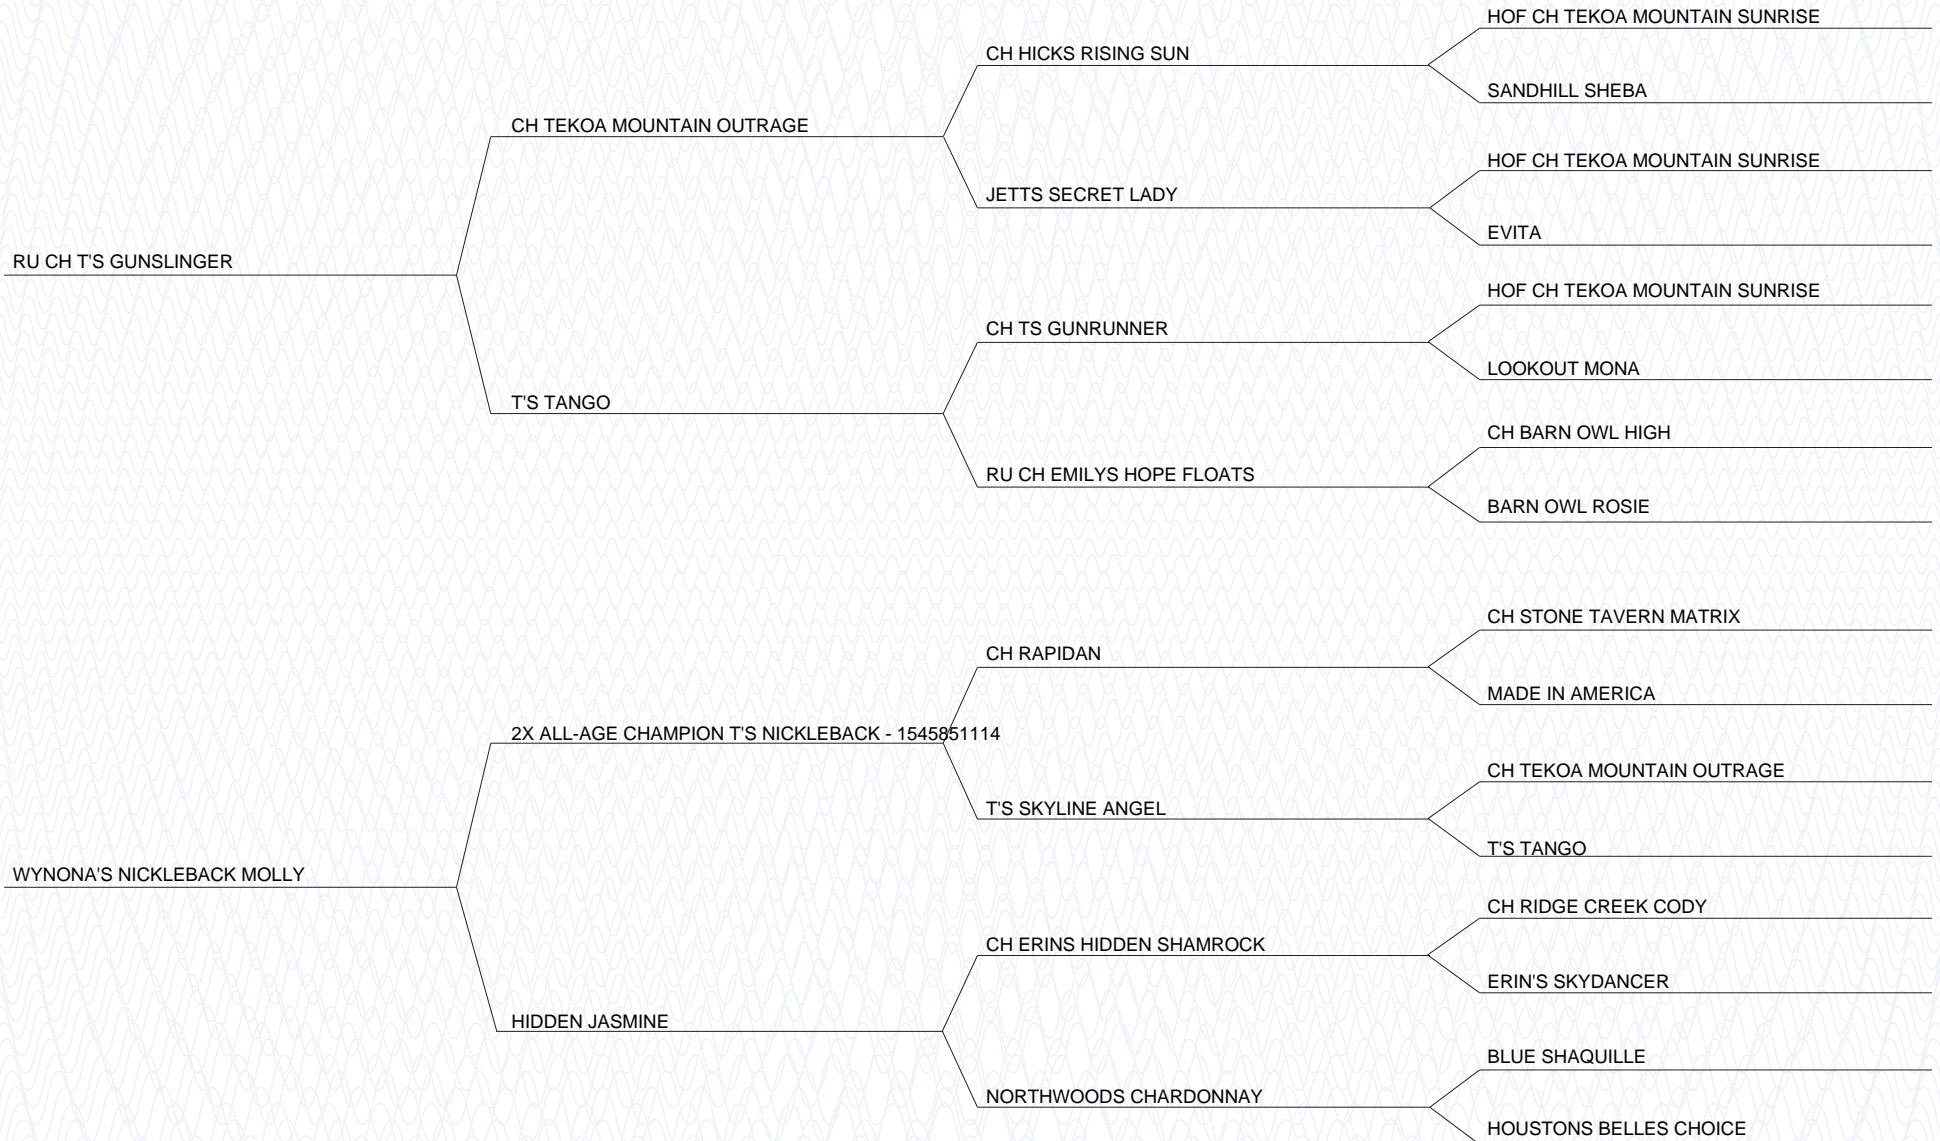 HOF CH TEKOA MOUNTAIN SUNRISE
CH HICKS RISING SUN
SANDHILL SHEBA
CH TEKOA MOUNTAIN OUTRAGE
HOF CH TEKOA MOUNTAIN SUNRISE
JETTS SECRET LADY
EVITA
RU CH T'S GUNSLINGER
HOF CH TEKOA MOUNTAIN SUNRISE
CH TS GUNRUNNER
LOOKOUT MONA
T'S TANGO
CH BARN OWL HIGH
RU CH EMILYS HOPE FLOATS
BARN OWL ROSIE
CH STONE TAVERN MATRIX
CH RAPIDAN
MADE IN AMERICA
2X ALL-AGE CHAMPION T'S NICKLEBACK - 1545851114
CH TEKOA MOUNTAIN OUTRAGE
T'S SKYLINE ANGEL
T'S TANGO
WYNONA'S NICKLEBACK MOLLY
CH RIDGE CREEK CODY
CH ERINS HIDDEN SHAMROCK
ERIN'S SKYDANCER
HIDDEN JASMINE
BLUE SHAQUILLE
NORTHWOODS CHARDONNAY
HOUSTONS BELLES CHOICE